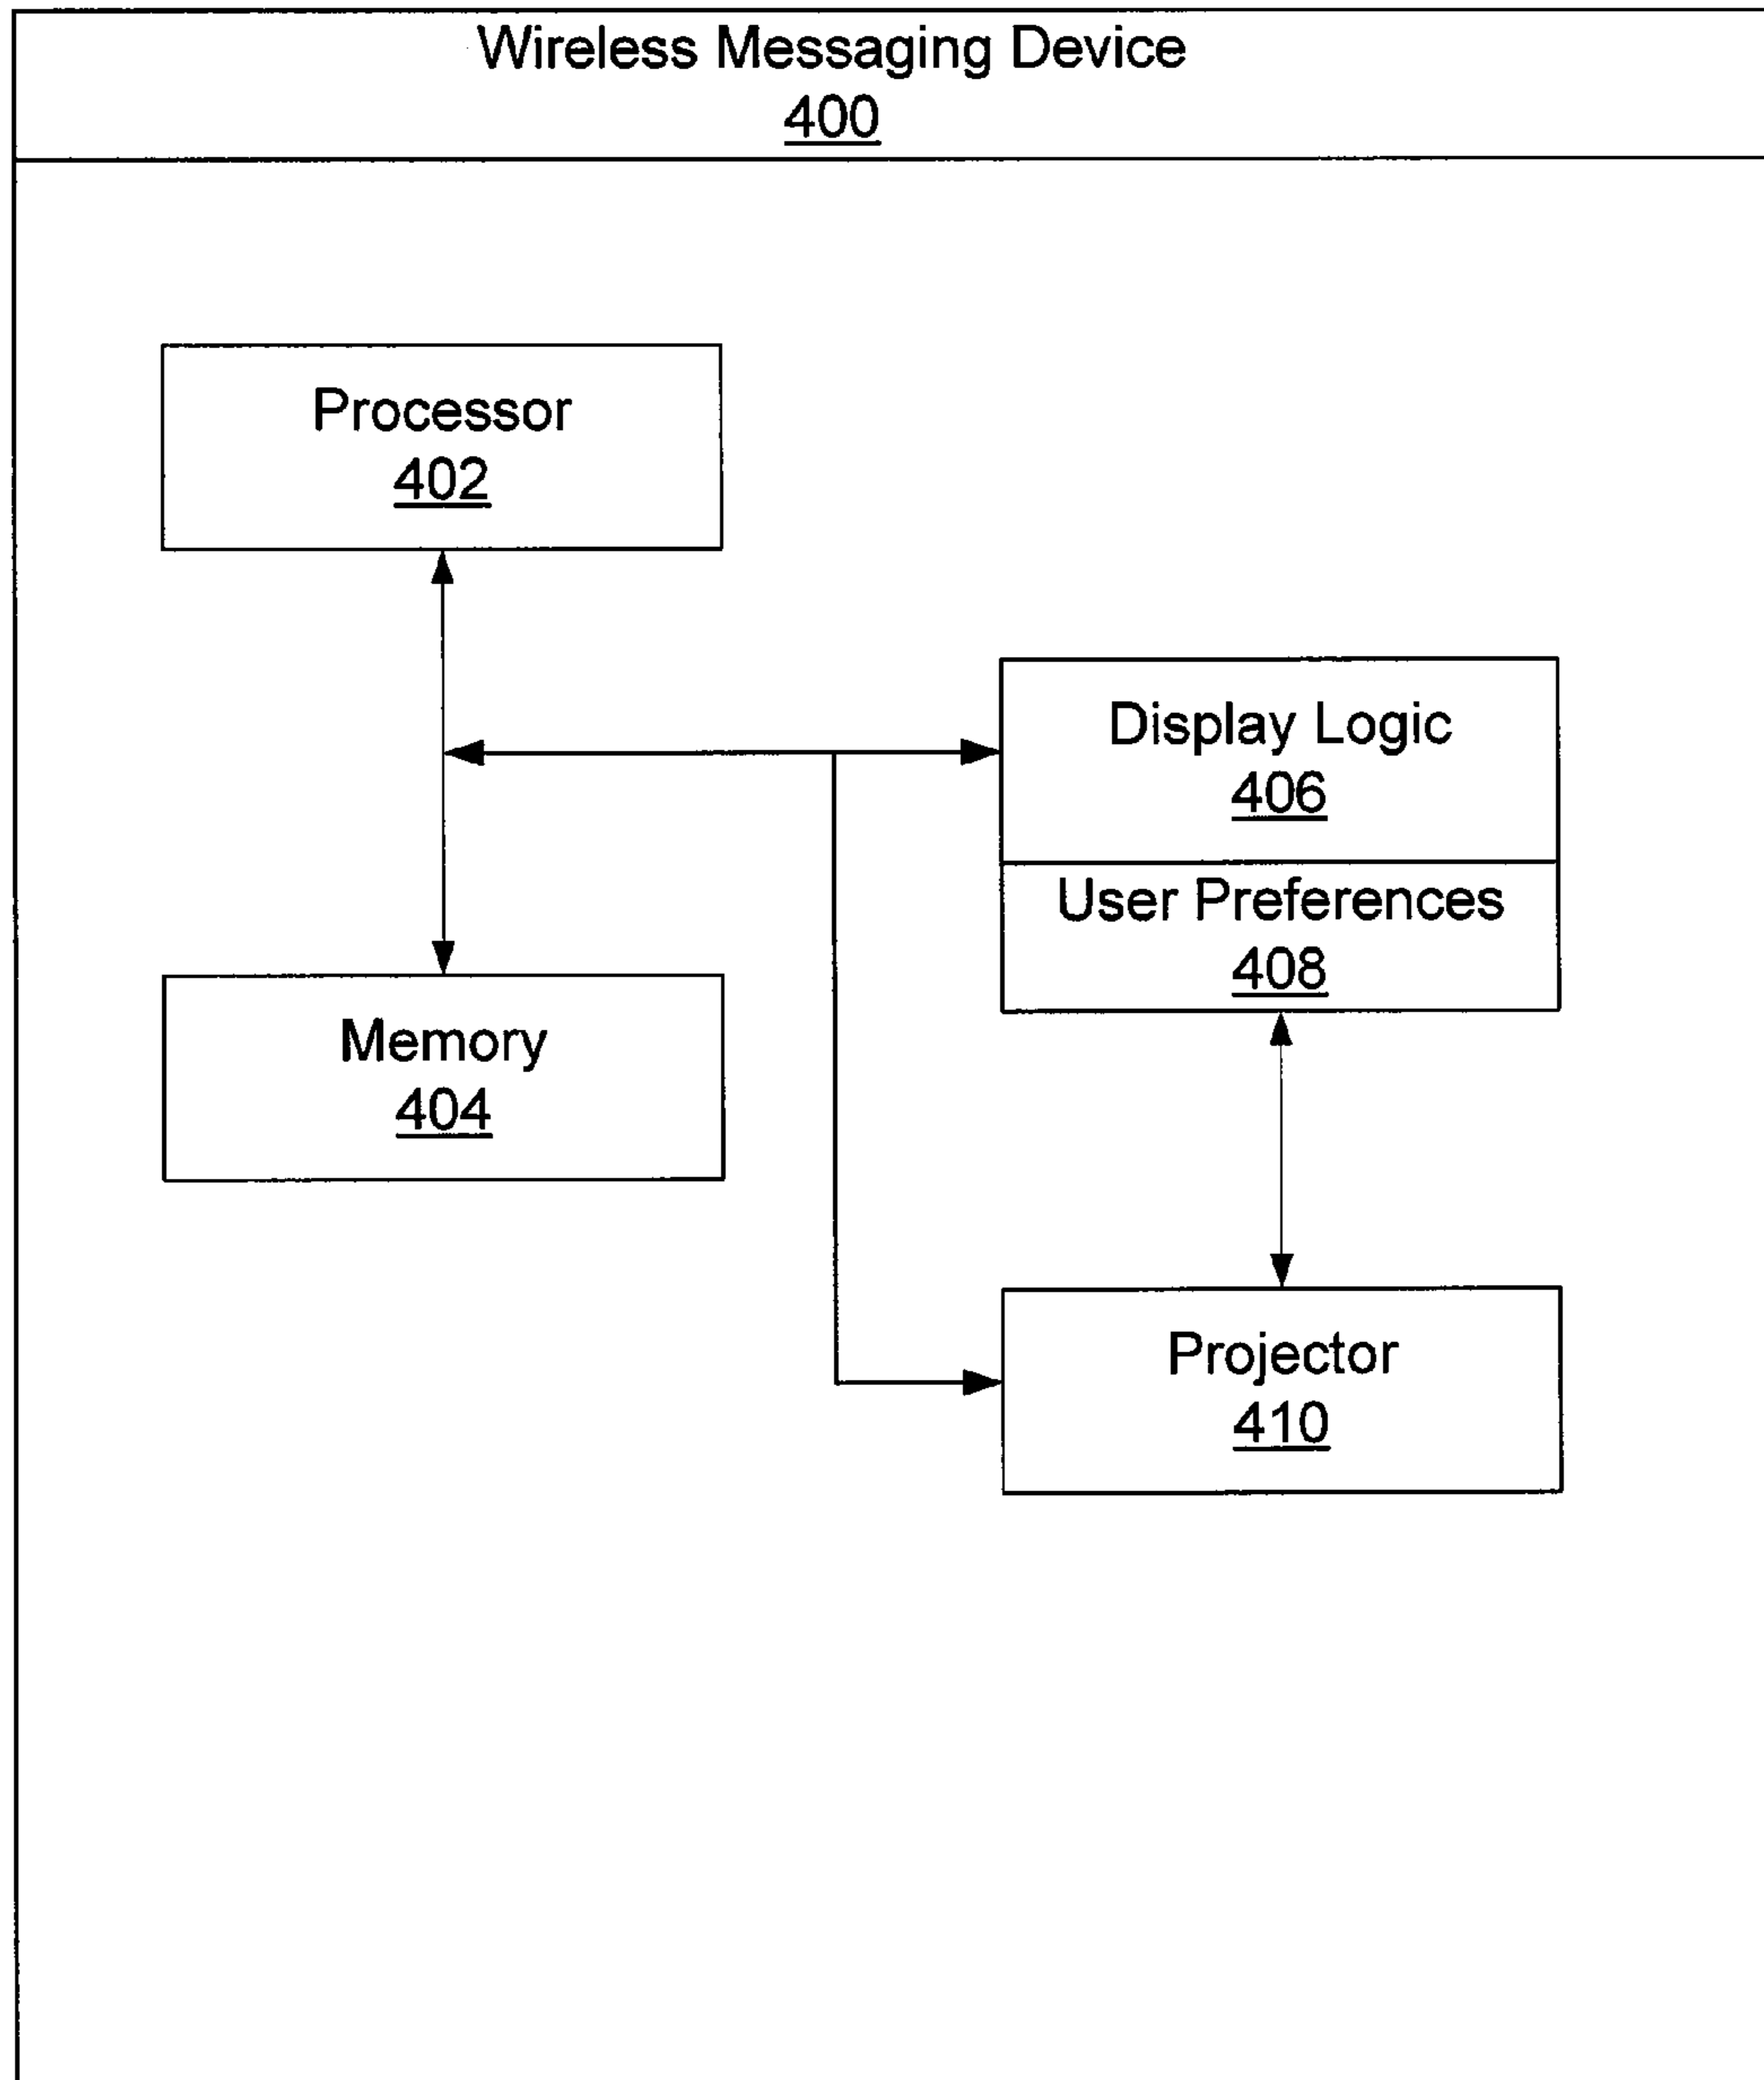 Wireless Messaging Device
400
Processor
402
Display Logic
406
User Preferences
408
Memory
404
Projector
410